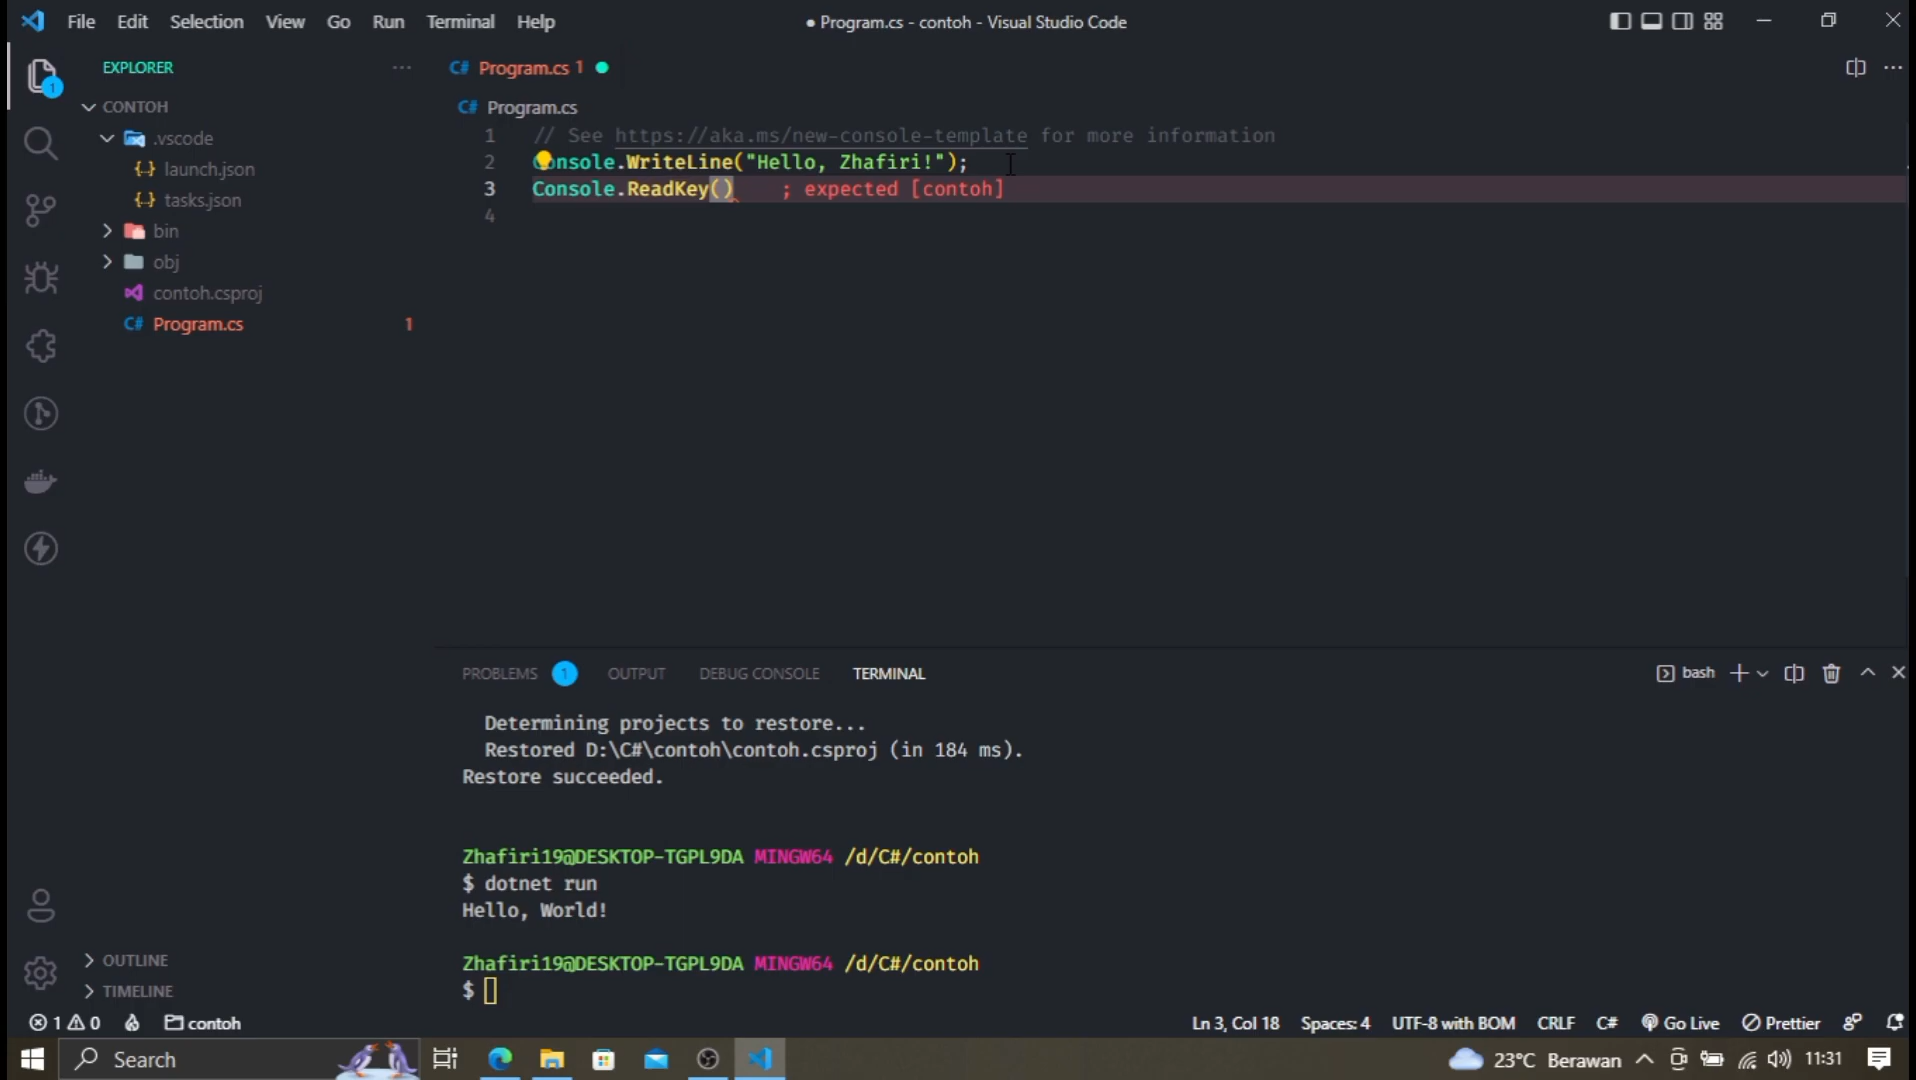 File Edit Selection View Go Run Terminal Help
● Program.cs - contoh - Visual Studio Code
EXPLORER
CONTOH
.vscode
launch.json
tasks.json
bin
obj
contoh.csproj
C# Program.cs 1
C# Program.cs 1
C# Program.cs
1 // See https://aka.ms/new-console-template for more information
2 Console.WriteLine("Hello, Zhafiri!");
3 Console.ReadKey() ; expected [contoh]
4
PROBLEMS 1 OUTPUT DEBUG CONSOLE TERMINAL
bash
Determining projects to restore...
Restored D:\C#\contoh\contoh.csproj (in 184 ms).
Restore succeeded.
Zhafiri19@DESKTOP-TGPL9DA MINGW64 /d/C#/contoh
$ dotnet run
Hello, World!
Zhafiri19@DESKTOP-TGPL9DA MINGW64 /d/C#/contoh
$
OUTLINE
TIMELINE
1 0 contoh
Ln 3, Col 18 Spaces: 4 UTF-8 with BOM CRLF C# Go Live Prettier
Search
23°C Berawan 11:31